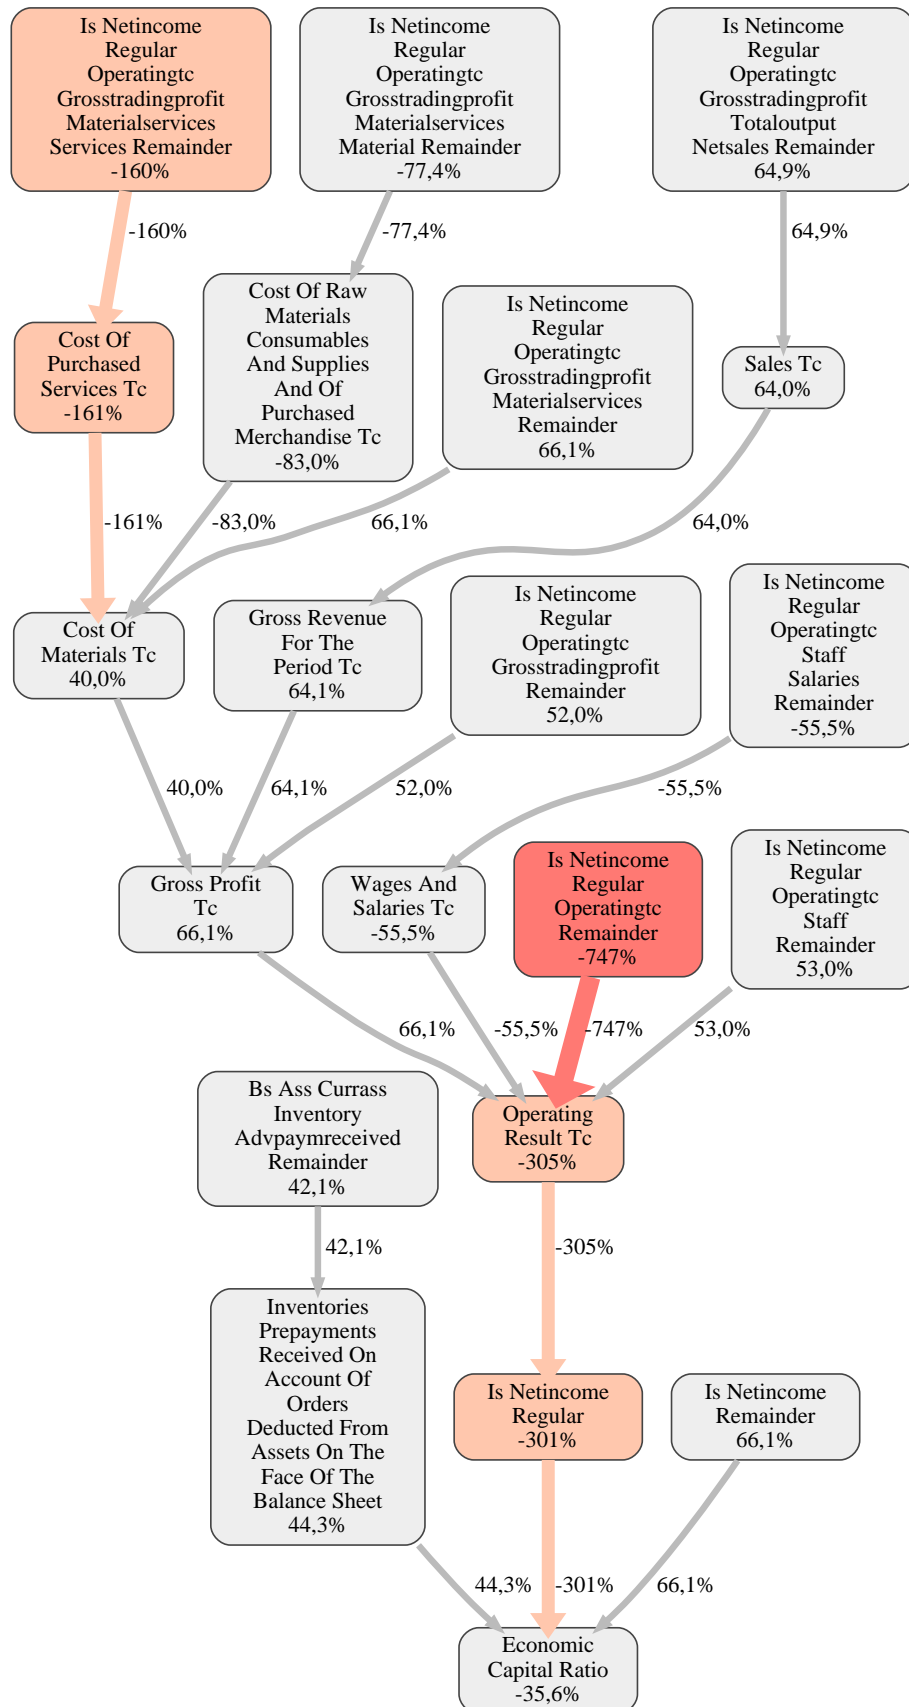 Is Netincome
Regular
Operatingtc
Grosstradingprofit
Materialservices
Services Remainder
-160%
Is Netincome
Regular
Operatingtc
Grosstradingprofit
Materialservices
Material Remainder
-77,4%
Is Netincome
Regular
Operatingtc
Grosstradingprofit
Totaloutput
Netsales Remainder
64,9%
-160%
-77,4%
64,9%
Cost Of
Purchased
Services Tc
-161%
Cost Of Raw
Materials
Consumables
And Supplies
And Of
Purchased
Merchandise Tc
-83,0%
Is Netincome
Regular
Operatingtc
Grosstradingprofit
Materialservices
Remainder
66,1%
Sales Tc
64,0%
-161%
-83,0%
66,1%
64,0%
Cost Of
Materials Tc
40,0%
Gross Revenue
For The
Period Tc
64,1%
Is Netincome
Regular
Operatingtc
Grosstradingprofit
Remainder
52,0%
Is Netincome
Regular
Operatingtc
Staff
Salaries
Remainder
-55,5%
40,0%
64,1%
52,0%
-55,5%
Gross Profit
Tc
66,1%
Wages And
Salaries Tc
-55,5%
Is Netincome
Regular
Operatingtc
Remainder
-747%
Is Netincome
Regular
Operatingtc
Staff
Remainder
53,0%
66,1%
-55,5%
-747%
53,0%
Bs Ass Currass
Inventory
Advpaymreceived
Remainder
42,1%
Operating
Result Tc
-305%
42,1%
-305%
Inventories
Prepayments
Received On
Account Of
Orders
Deducted From
Assets On The
Face Of The
Balance Sheet
44,3%
Is Netincome
Regular
-301%
Is Netincome
Remainder
66,1%
44,3%
-301%
66,1%
Economic
Capital Ratio
-35,6%